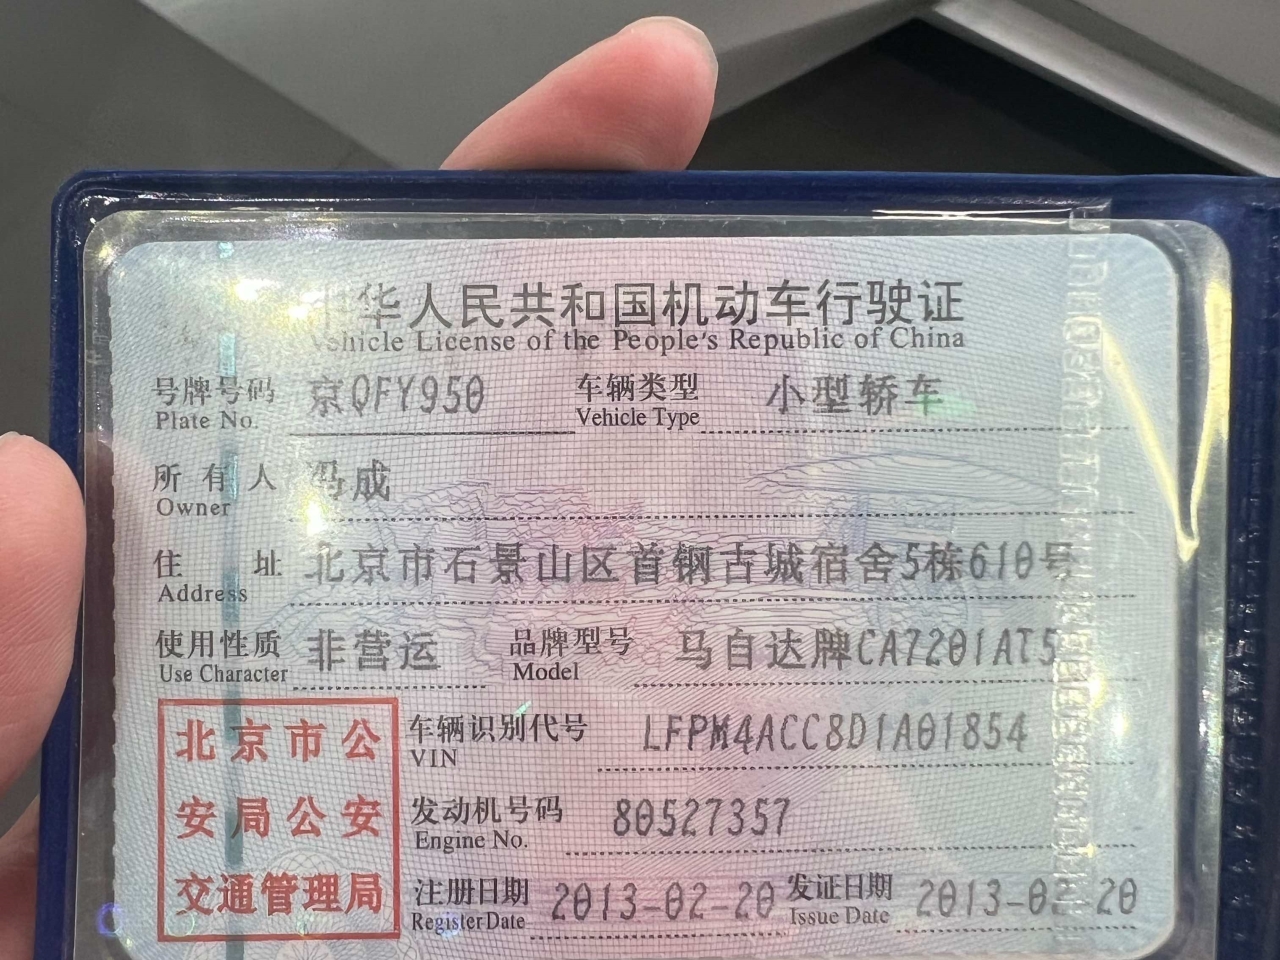 中华人民共和国机动车行驶证
Vehicle License of the People's Republic of China
号牌号码 京QFY950 车辆类型 小型轿车
Plate No. Vehicle Type
所有人 冯成
Owner
住址 北京市石景山区首钢古城宿舍5栋610号
Address
使用性质 非营运 品牌型号 马自达牌CA7201AT5
Use Character Model
北京市公
安局公安
交通管理局
车辆识别代号 LFPM4ACC8D1A01854
VIN
发动机号码 80527357
Engine No.
注册日期 2013-02-20 发证日期 2013-02-20
Register Date Issue Date